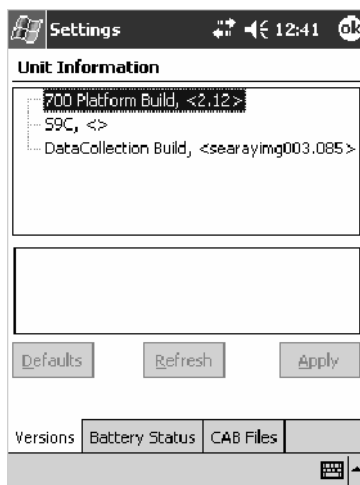 Settings 12:41 ok
Unit Information
700 Platform Build, <2.12>
S9C, <>
DataCollection Build, <searayimg003.085>
Defaults Refresh Apply
Versions Battery Status CAB Files